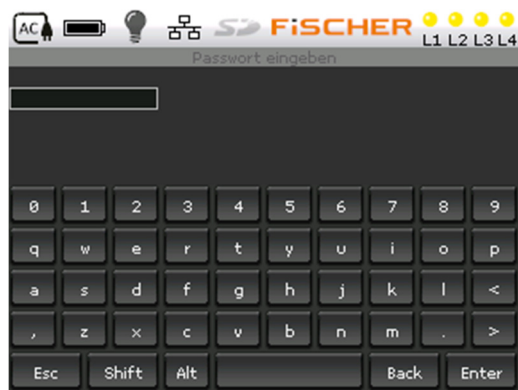 AC SD FiSCHER L1 L2 L3 L4
Passwort eingeben
0 1 2 3 4 5 6 7 8 9
q w e r t y u i o p
a s d f g h j k l <
, z x c v b n m . >
Esc Shift Alt Back Enter